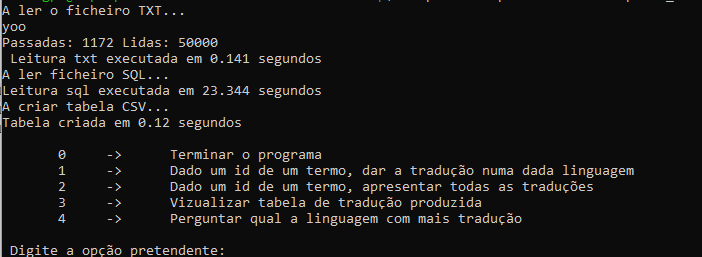 A ler o ficheiro TXT...
yoo
Passadas: 1172 Lidas: 50000
Leitura txt executada em 0.141 segundos
A ler ficheiro SQL...
Leitura sql executada em 23.344 segundos
A criar tabela CSV...
Tabela criada em 0.12 segundos
0 -> Terminar o programa
1 -> Dado um id de um termo, dar a tradução numa dada linguagem
2 -> Dado um id de um termo, apresentar todas as traduções
3 -> Vizualizar tabela de tradução produzida
4 -> Perguntar qual a linguagem com mais tradução
Digite a opção pretendente: